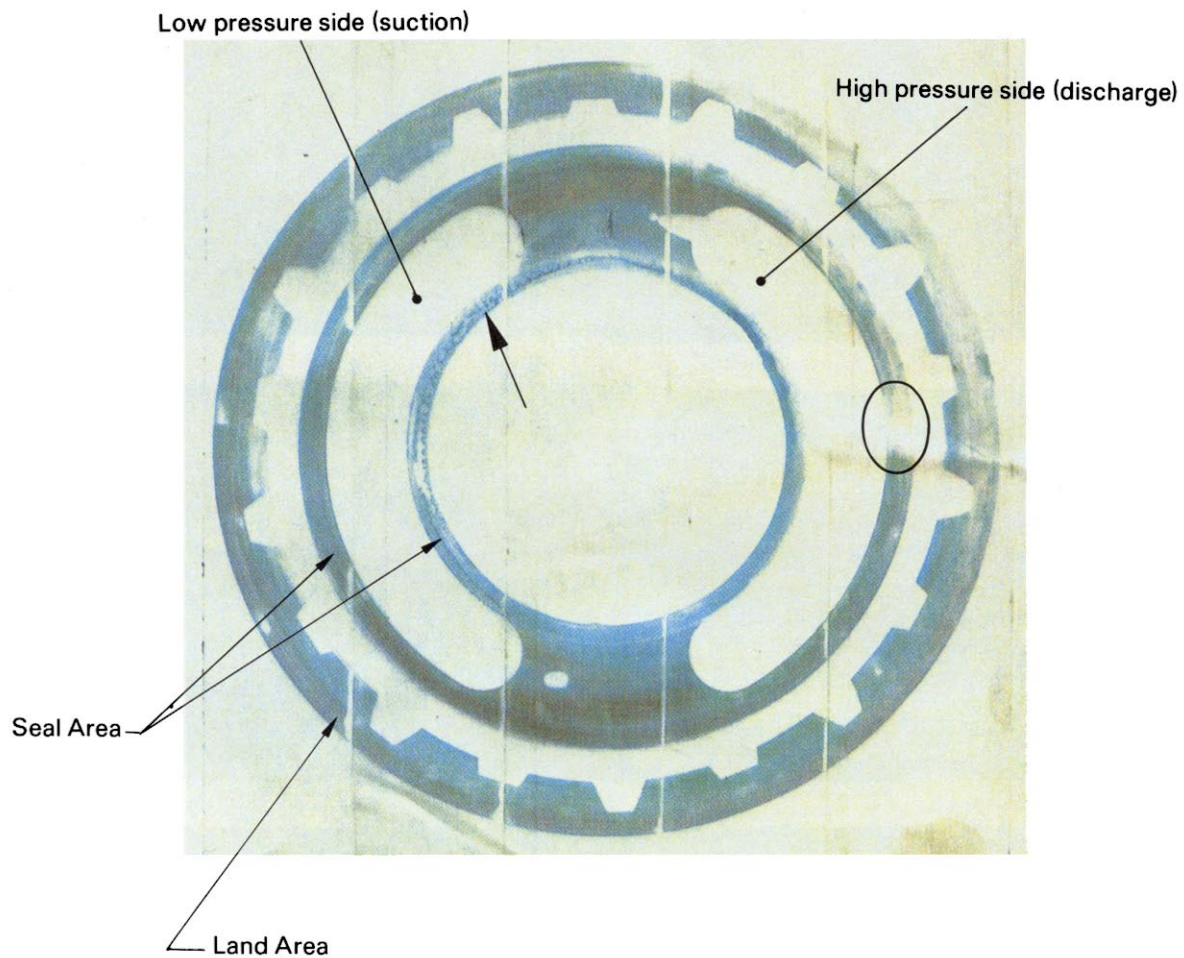 Low pressure side (suction)
High pressure side (discharge)
Seal Area
Land Area